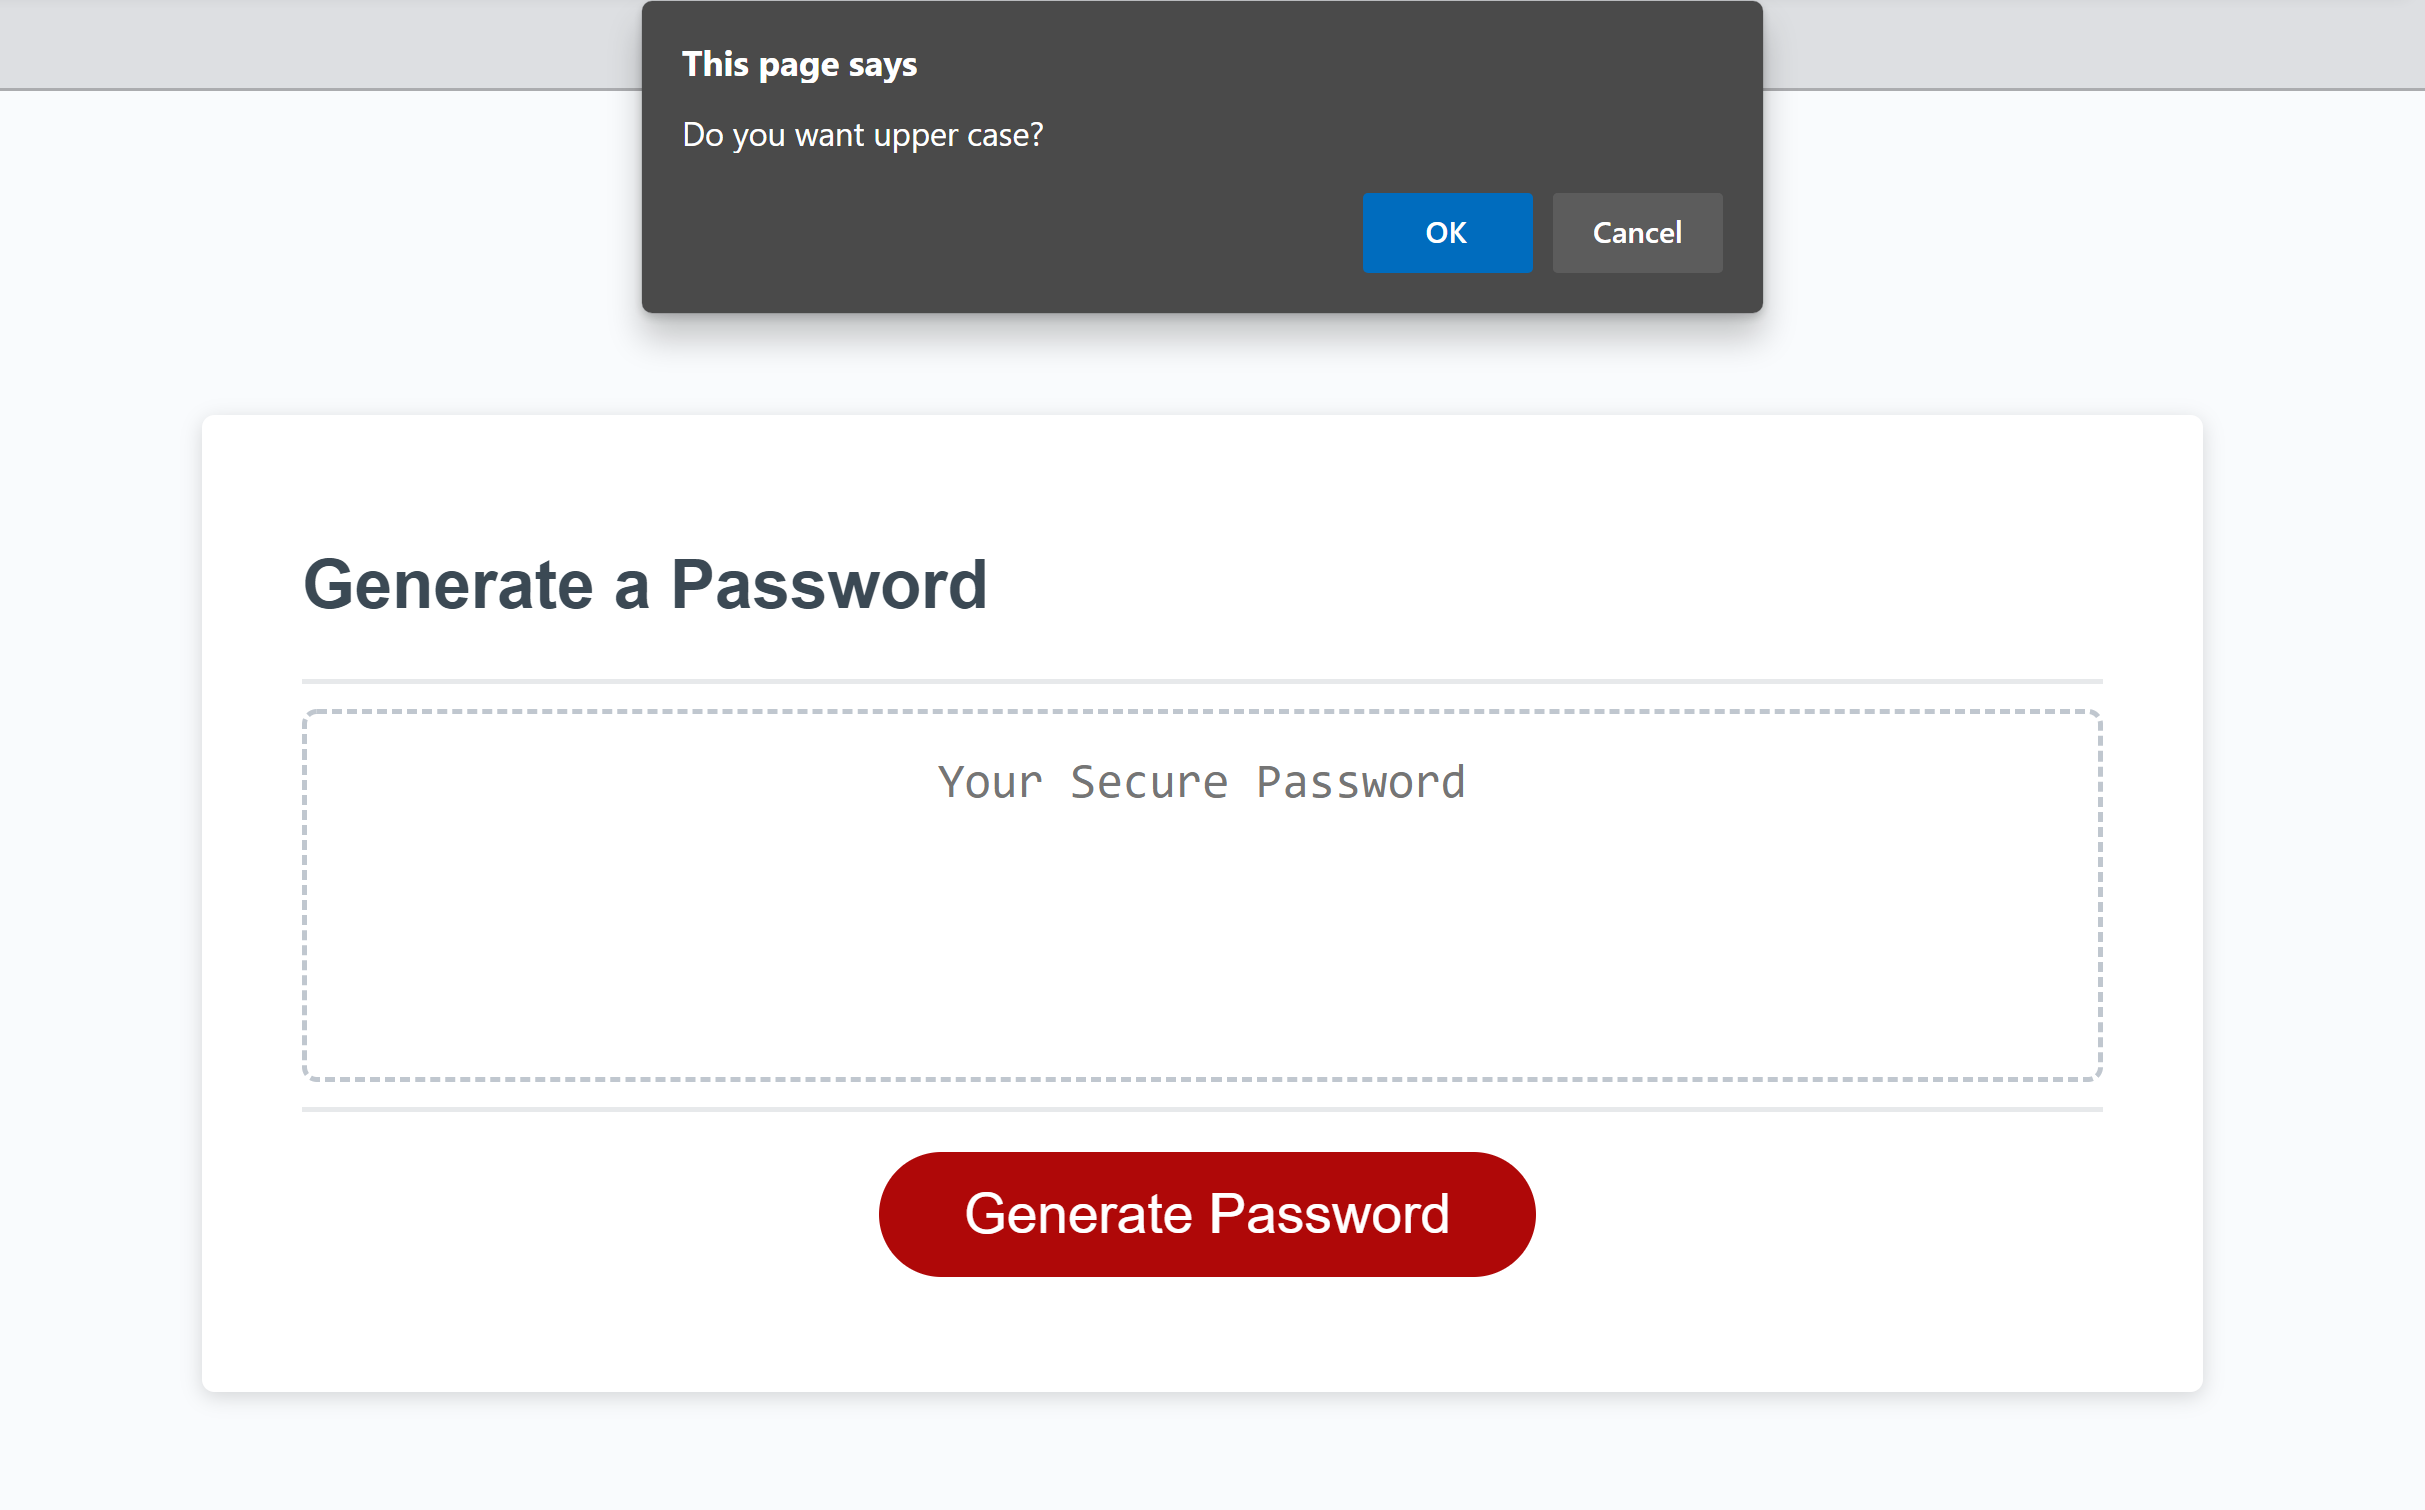 This page says
Do you want upper case?
OK Cancel
Generate a Password
Your Secure Password
Generate Password